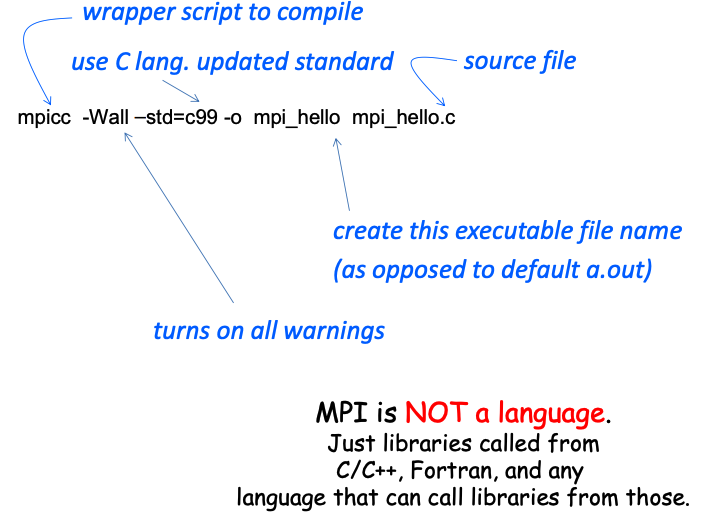 wrapper script to compile
use C lang. updated standard
source file
mpicc -Wall –std=c99 -o mpi_hello mpi_hello.c
create this executable file name
(as opposed to default a.out)
turns on all warnings
MPI is NOT a language.
Just libraries called from
C/C++, Fortran, and any
language that can call libraries from those.